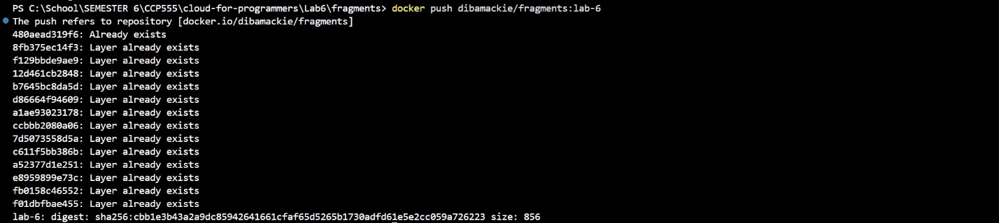 PS C:\School\SEMESTER 6\CCP555\cloud-for-programmers\Lab6\fragments> docker push dibamackie/fragments:lab-6
The push refers to repository [docker.io/dibamackie/fragments]
480aead319f6: Already exists
8fb375ec14f3: Layer already exists
f129bbde9ae9: Layer already exists
12d461cb2848: Layer already exists
b7645bc8da5d: Layer already exists
d86664f94609: Layer already exists
a1ae93023178: Layer already exists
ccbbb2080a06: Layer already exists
7d5073558d5a: Layer already exists
c611f5bb386b: Layer already exists
a52377d1e251: Layer already exists
e8959899e73c: Layer already exists
fb0158c46552: Layer already exists
f01dbfbae455: Layer already exists
lab-6: digest: sha256:cbb1e3b43a2a9dc85942641661cfaf65d5265b1730adfd61e5e2cc059a726223 size: 856